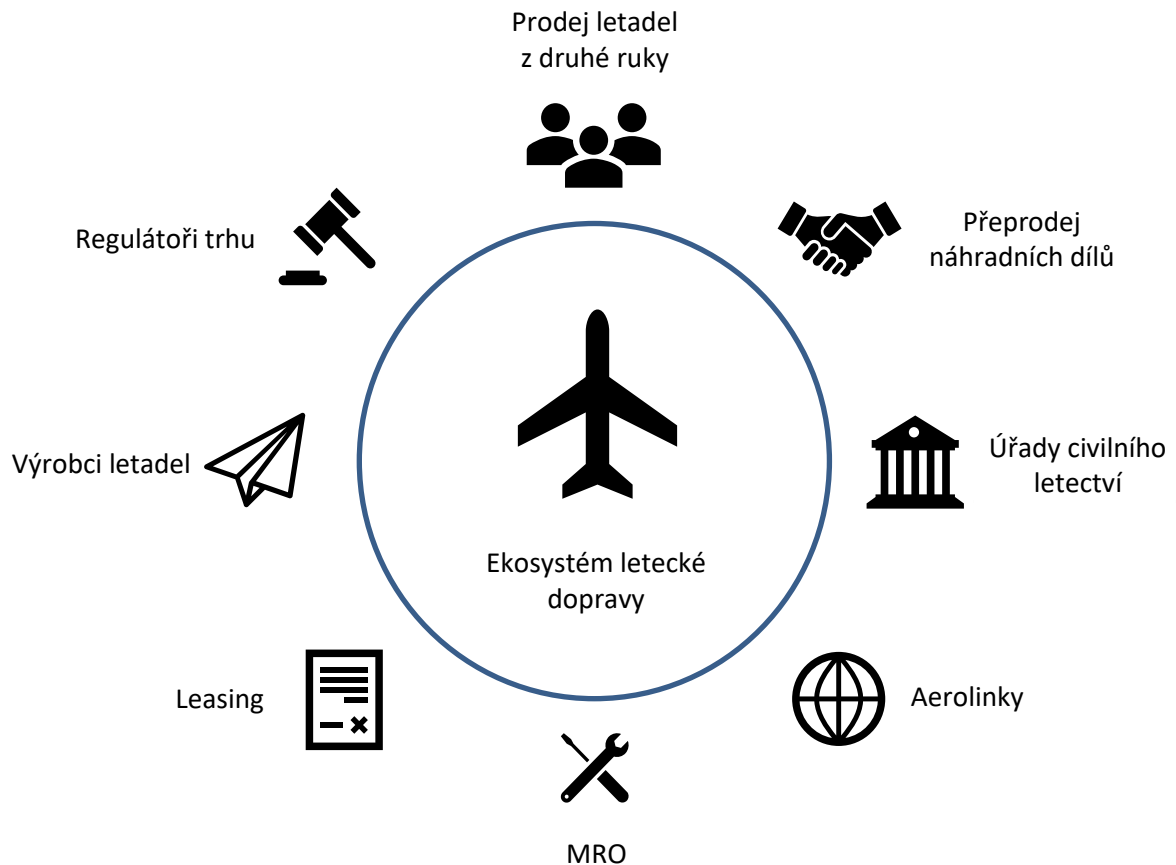 Prodej letadel
z druhé ruky
Regulátoři trhu
Přeprodej
náhradních dílů
Výrobci letadel
Úřady civilního
letectví
Ekosystém letecké
dopravy
Leasing
Aerolinky
MRO